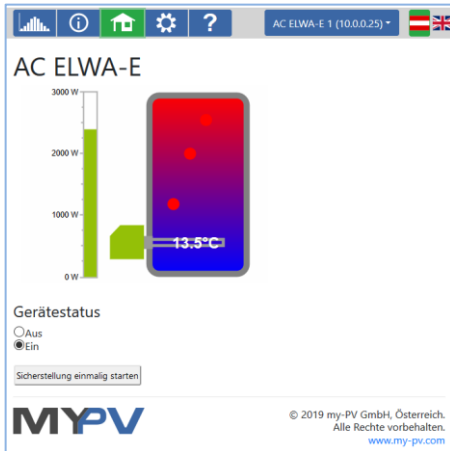 ?
AC ELWA-E 1 (10.0.0.25)
AC ELWA-E
3000 W
2000 W
1000 W
0 W
13.5°C
Gerätestatus
Aus
Ein
Sicherstellung einmalig starten
MYPV
© 2019 my-PV GmbH, Österreich.
Alle Rechte vorbehalten.
www.my-pv.com